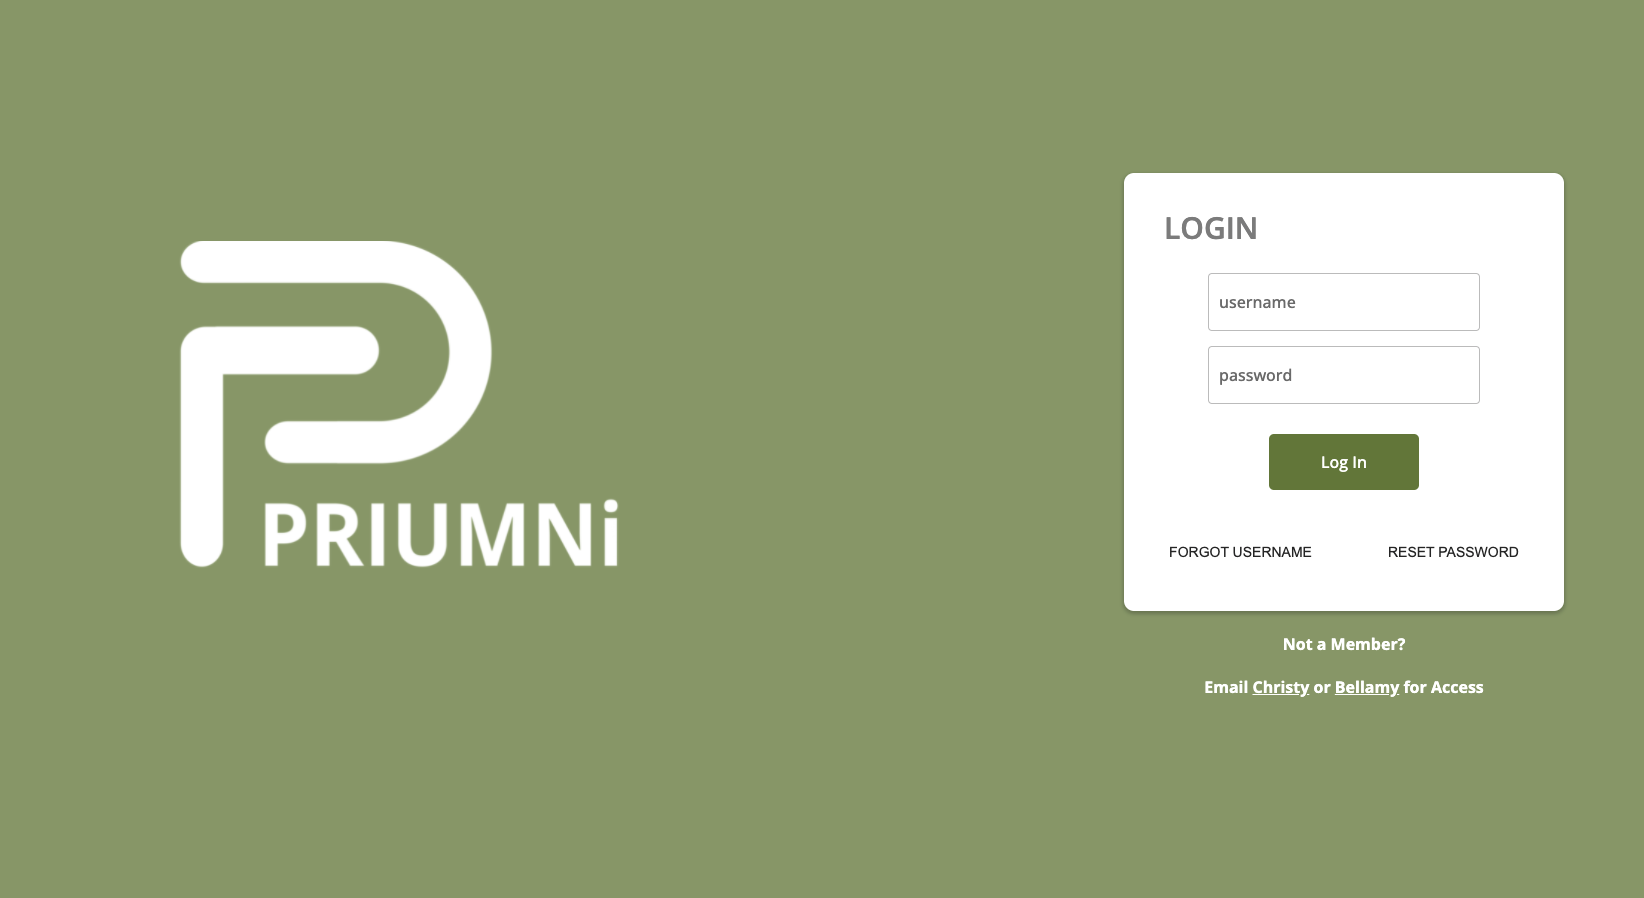 PRIUMNi
LOGIN
username
password
Log In
FORGOT USERNAME
RESET PASSWORD
Not a Member?
Email Christy or Bellamy for Access